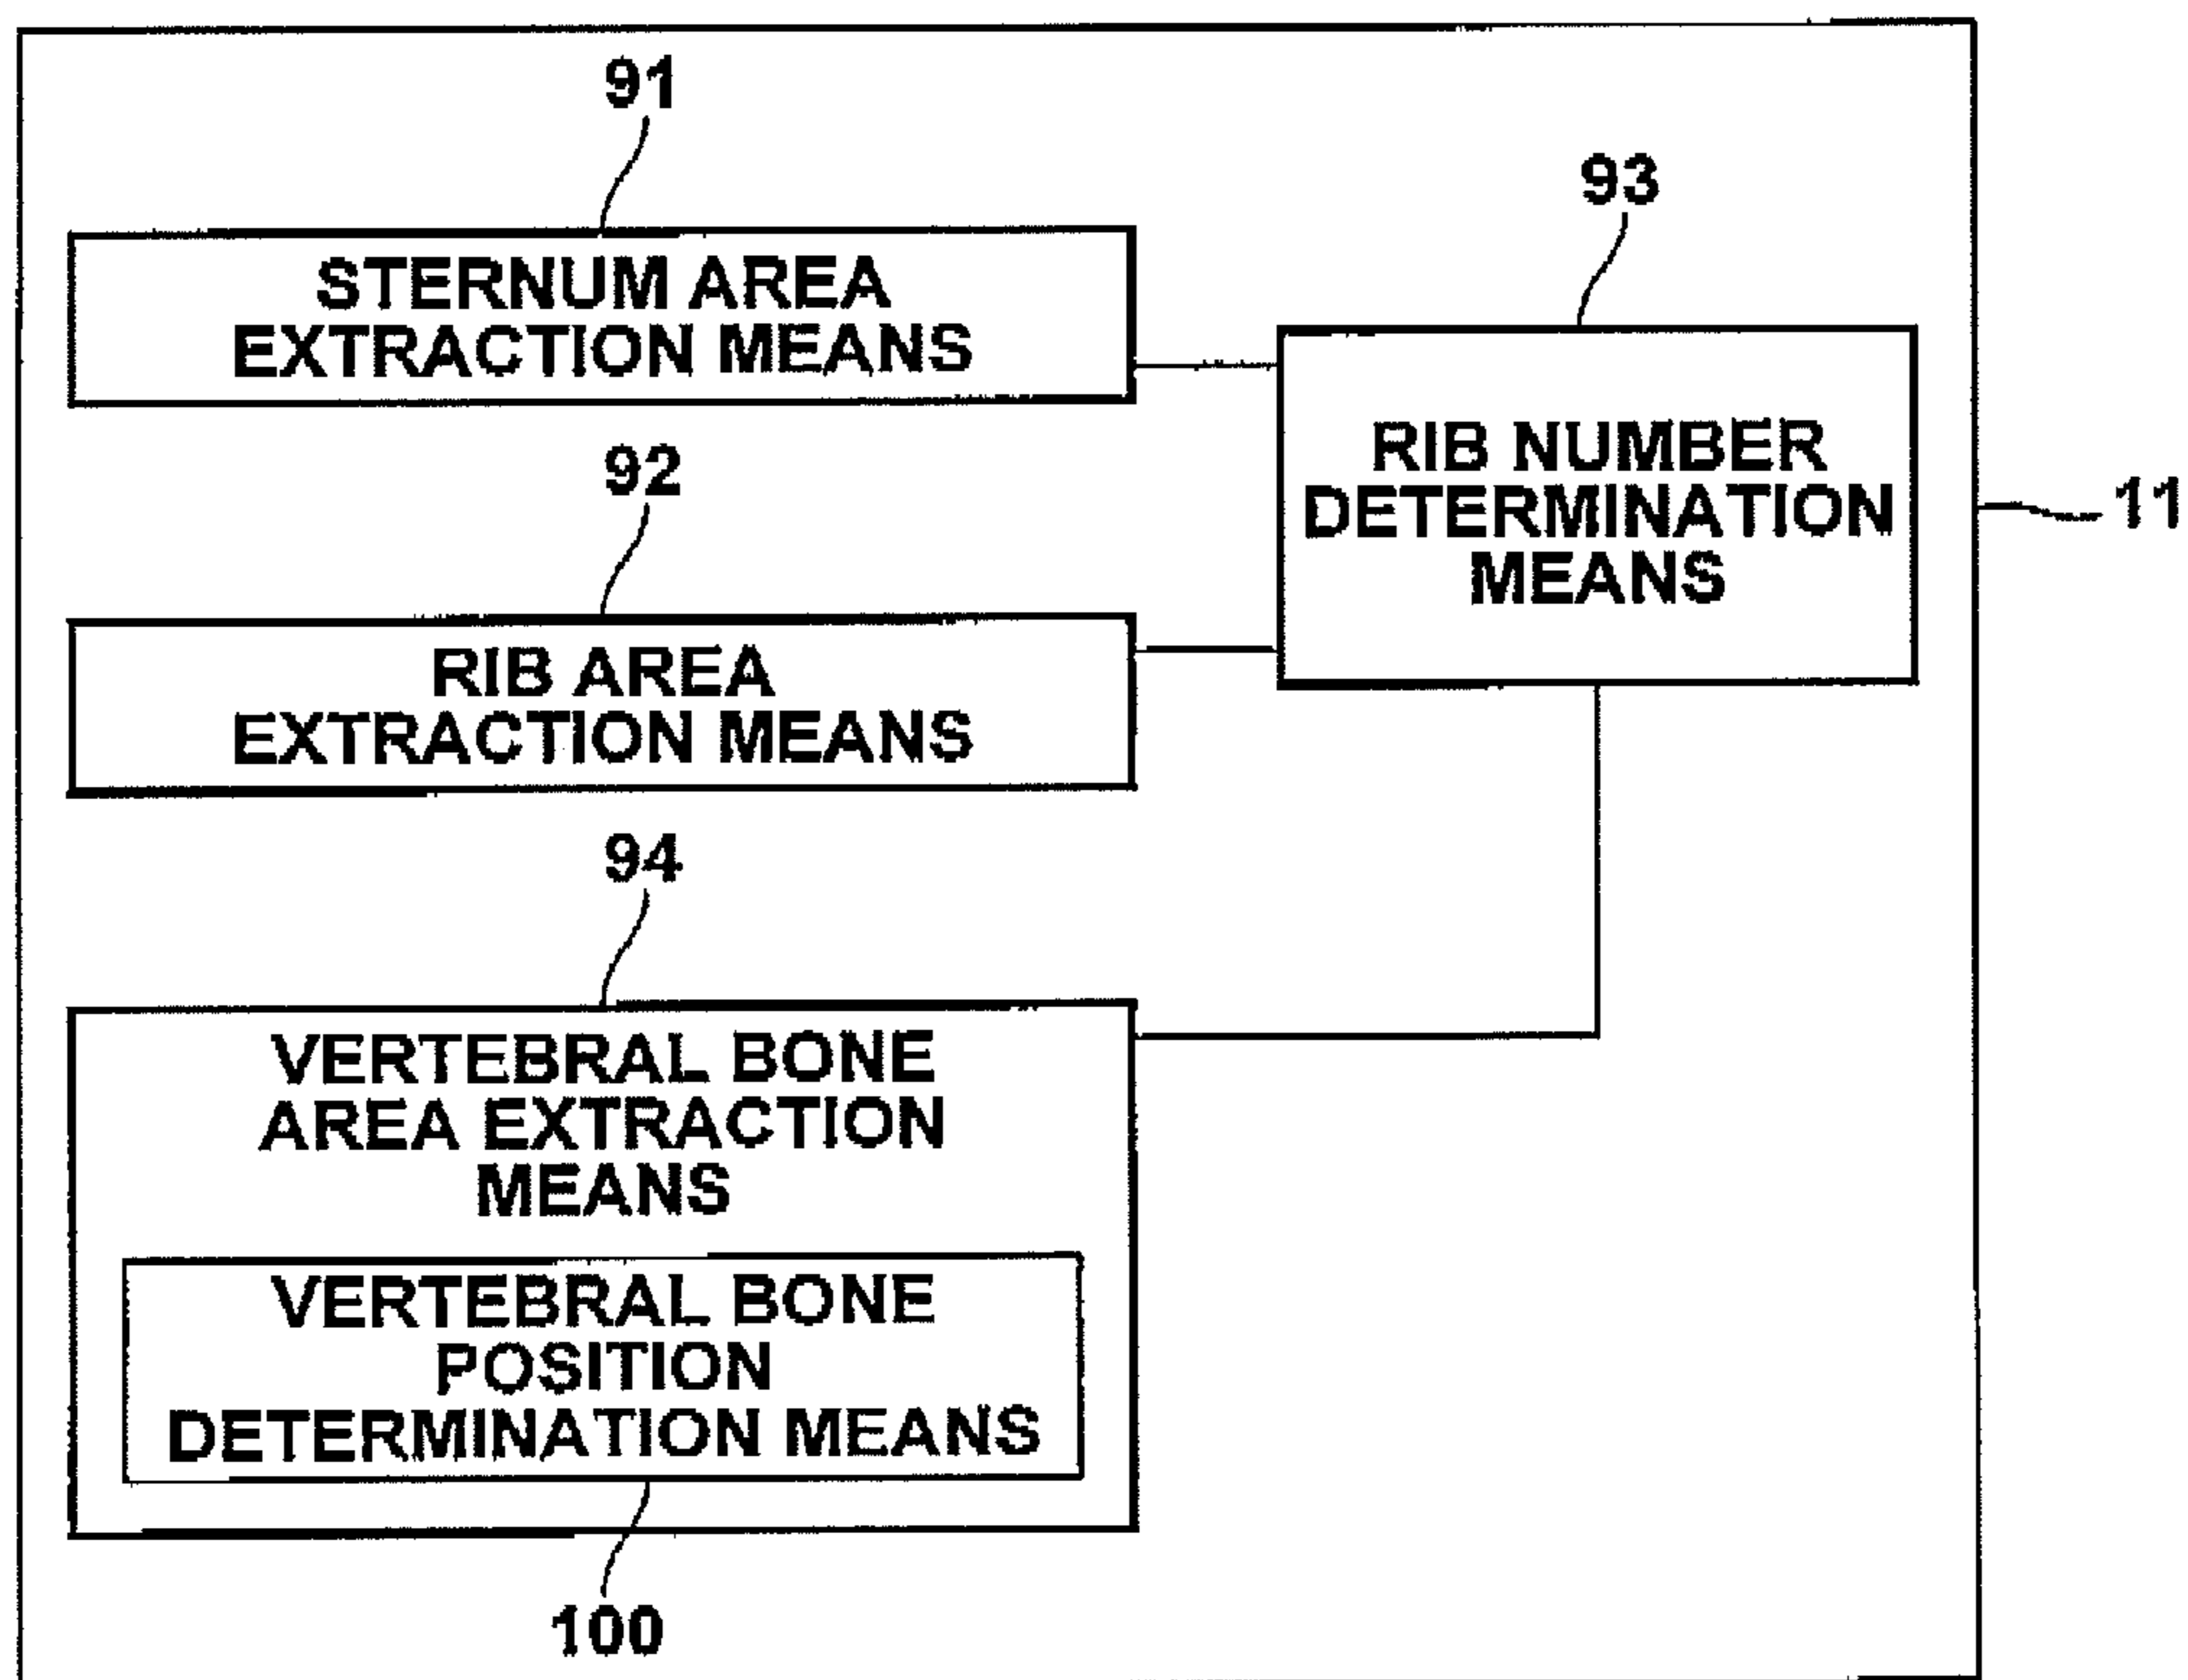 91
STERNUM AREA
EXTRACTION MEANS
93
RIB NUMBER
DETERMINATION
MEANS
11
92
RIB AREA
EXTRACTION MEANS
94
VERTEBRAL BONE
AREA EXTRACTION
MEANS
VERTEBRAL BONE
POSITION
DETERMINATION MEANS
100